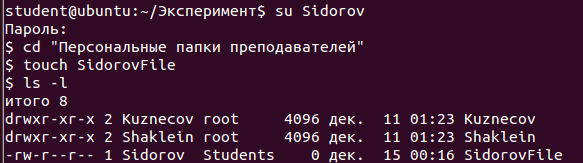 student@ubuntu:~/Эксперимент$ su Sidorov
Пароль:
$ cd "Персональные папки преподавателей"
$ touch SidorovFile
$ ls -l
итого 8
drwxr-xr-x 2 Kuznecov root     4096 дек.  11 01:23 Kuznecov
drwxr-xr-x 2 Shaklein root     4096 дек.  11 01:23 Shaklein
-rw-r--r-- 1 Sidorov  Students    0 дек.  15 00:16 SidorovFile